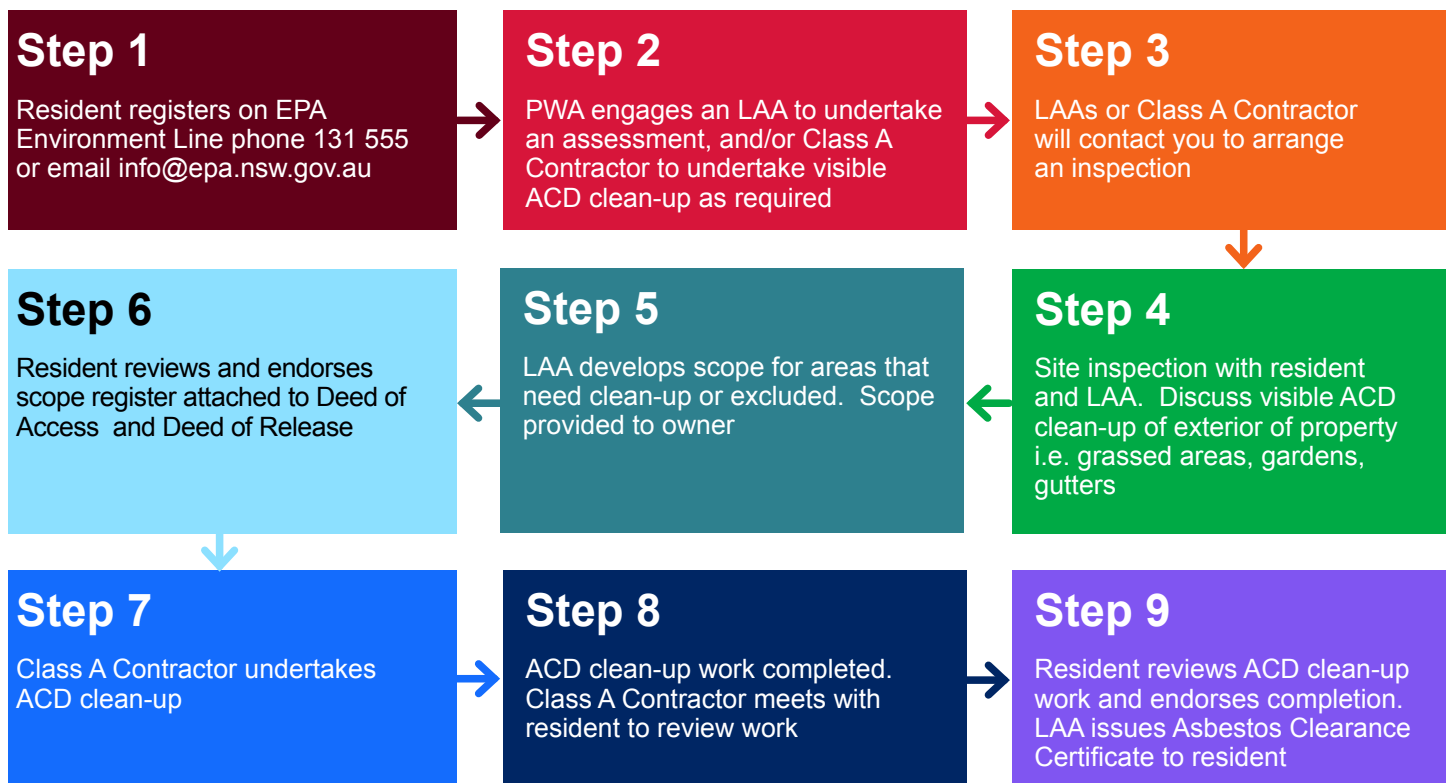 Step 1
Resident registers on EPA
Environment Line phone 131 555
or email info@epa.nsw.gov.au
Step 2
PWA engages an LAA to undertake
an assessment, and/or Class A
Contractor to undertake visible
ACD clean-up as required
Step 3
LAAs or Class A Contractor
will contact you to arrange
an inspection
Step 4
Site inspection with resident
and LAA.  Discuss visible ACD
clean-up of exterior of property
i.e. grassed areas, gardens,
gutters
Step 5
LAA develops scope for areas that
need clean-up or excluded.  Scope
provided to owner
Step 6
Resident reviews and endorses
scope register attached to Deed of
Access  and Deed of Release
Step 7
Class A Contractor undertakes
ACD clean-up
Step 8
ACD clean-up work completed.
Class A Contractor meets with
resident to review work
Step 9
Resident reviews ACD clean-up
work and endorses completion.
LAA issues Asbestos Clearance
Certificate to resident